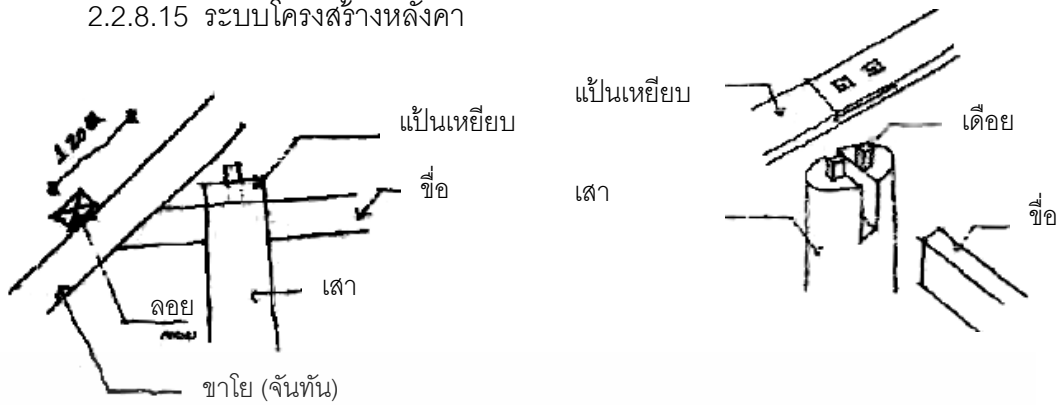 2.2.8.15 ระบบโครงสร้างหลังคา
แป้นเหยียบ
ขื่อ
เสา
ลอย
ขาโย (จันทัน)
แป้นเหยียบ
เดือย
เสา
ขื่อ